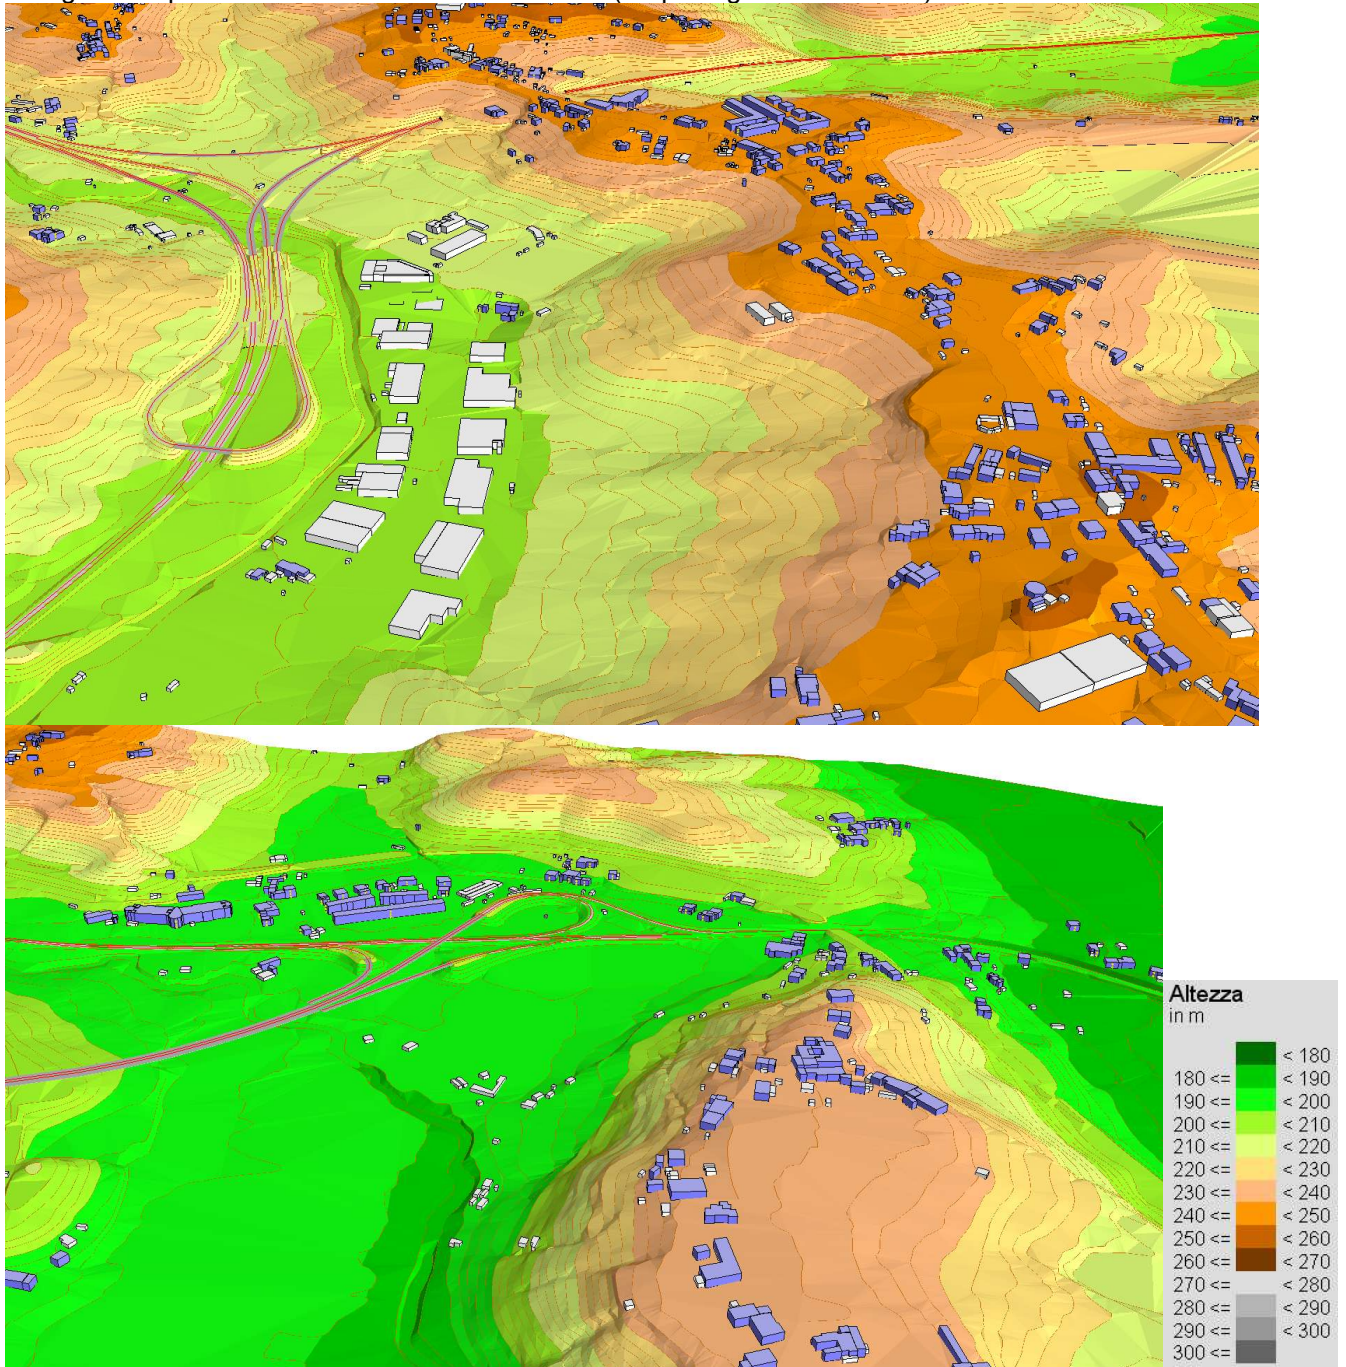 Altezza
in m
< 180
180 <= < 190
190 <= < 200
200 <= < 210
210 <= < 220
220 <= < 230
230 <= < 240
240 <= < 250
250 <= < 260
260 <= < 270
270 <= < 280
280 <= < 290
290 <= < 300
300 <=